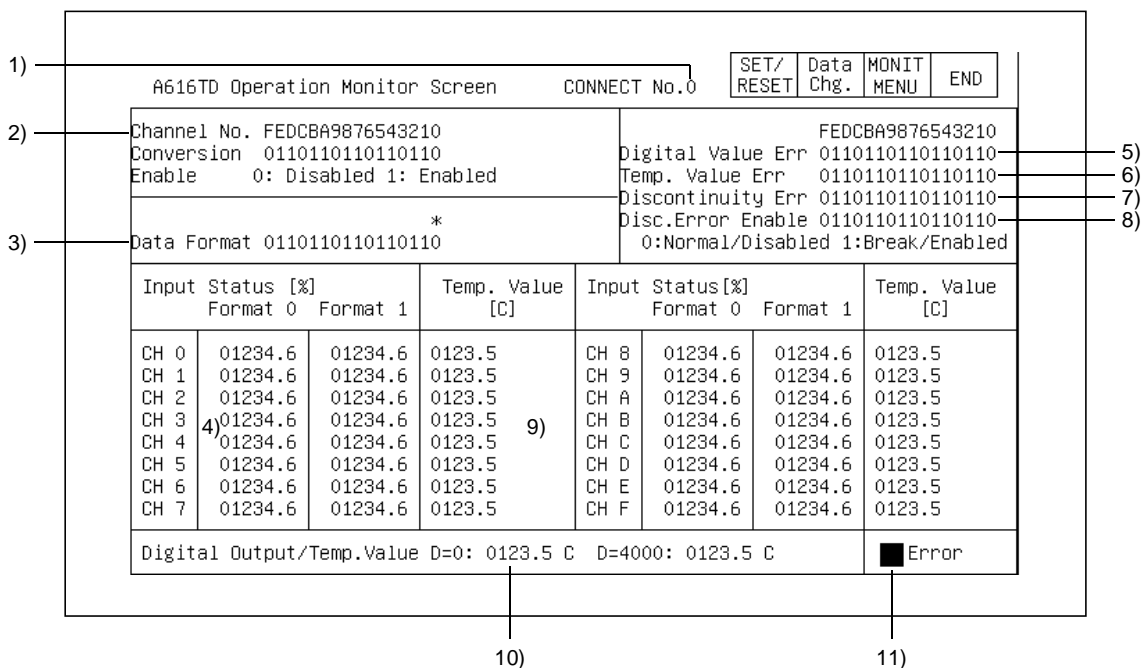 1)
A616TD Operation Monitor Screen CONNECT No.0 SET/ RESET Data Chg. MONIT MENU END
2)
Channel No. FEDCBA9876543210
Conversion 0110110110110110
Enable 0: Disabled 1: Enabled
FEDCBA9876543210
Digital Value Err 0110110110110110 5)
Temp. Value Err 0110110110110110 6)
Discontinuity Err 0110110110110110 7)
Disc.Error Enable 0110110110110110 8)
0:Normal/Disabled 1:Break/Enabled
*
3) Data Format 0110110110110110
Input Status [%] Temp. Value Input Status[%] Temp. Value
Format 0 Format 1 [C] Format 0 Format 1 [C]
CH 0 01234.6 01234.6 0123.5 CH 8 01234.6 01234.6 0123.5
CH 1 01234.6 01234.6 0123.5 CH 9 01234.6 01234.6 0123.5
CH 2 01234.6 01234.6 0123.5 CH A 01234.6 01234.6 0123.5
CH 3 01234.6 01234.6 0123.5 CH B 01234.6 01234.6 0123.5
4) 9)
CH 4 01234.6 01234.6 0123.5 CH C 01234.6 01234.6 0123.5
CH 5 01234.6 01234.6 0123.5 CH D 01234.6 01234.6 0123.5
CH 6 01234.6 01234.6 0123.5 CH E 01234.6 01234.6 0123.5
CH 7 01234.6 01234.6 0123.5 CH F 01234.6 01234.6 0123.5
Digital Output/Temp.Value D=0: 0123.5 C D=4000: 0123.5 C Error
10) 11)